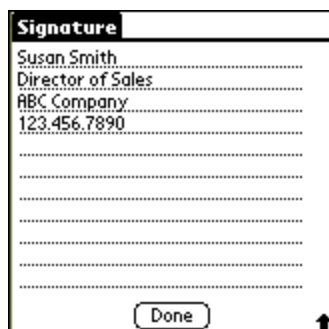 Signature
Susan Smith
Director of Sales
ABC Company
123.456.7890
Done